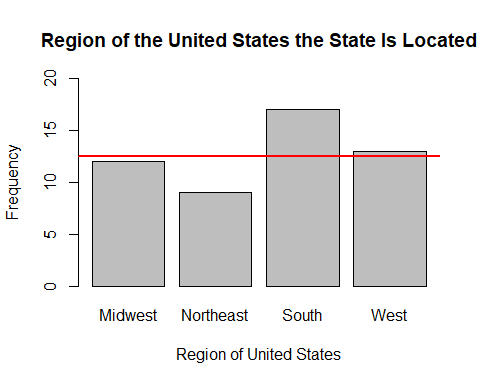 Region of the United States the State Is Located
20
15
10
5
0
Frequency
Midwest Northeast South West
Region of United States